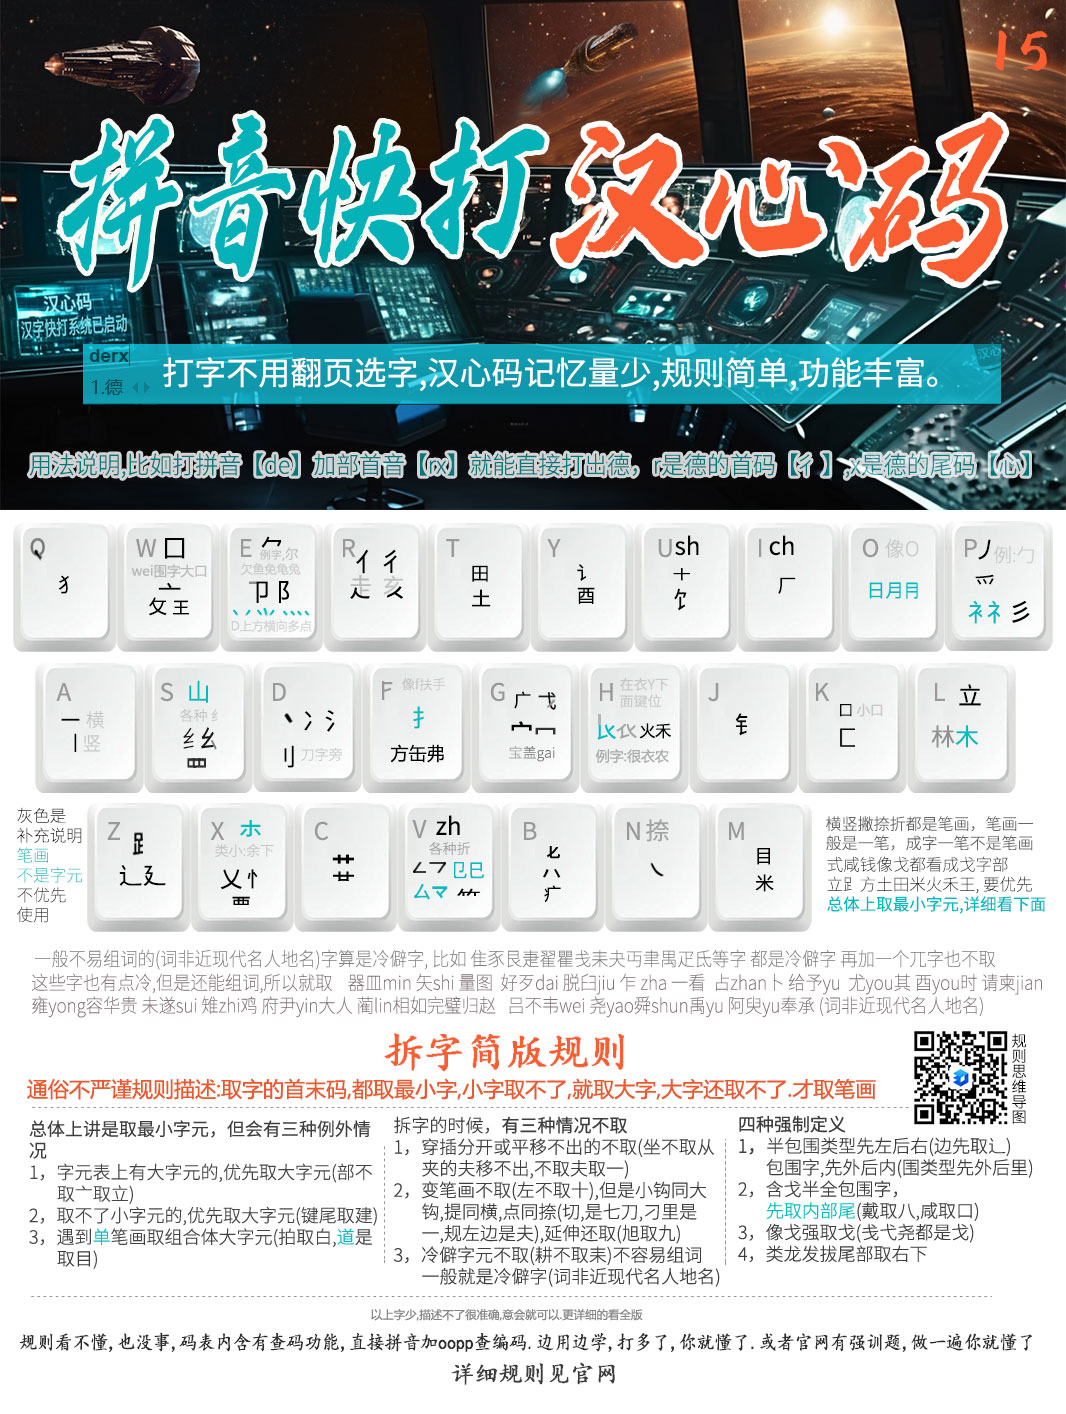 15
拼音快打汉心码
汉心码
汉字快打系统已启动
derx
1.德
打字不用翻页选字,汉心码记忆量少,规则简单,功能丰富。
用法说明,比如打拼音【de】加部首音【rx】就能直接打出德，r是德的首码【彳】,x是德的尾码【心】
Q
犭
W 囗
wei围字大口
亠
攵 王
E ⺈
例字,尔
欠鱼免龟兔
卩 阝
D上方横向多点
R 亻 彳
走 亥
T
田
土
Y
讠
酉
U sh
十
饣
I ch
厂
O 像O
日月⺝
P 丿 例:勹
爫
衤礻 彡
A
一 横
丨 竖
S 山
各种 纟
纟 幺
罒
D
丶 冫 氵
刂 刀字旁
F 像f扶手
扌
方缶弗
G 广 弋
宀 冖
宝盖gai
H 在衣Y下
面键位
火禾
例字:很衣农
J
钅
K
口 小口
匚
L 立
林木
Z
辶 廴
X
类小:余下
乂 忄
覀
C
艹
V zh
各种折
厶 龴
B
疒
N 捺
㇏
M
目
米
灰色是
补充说明
笔画
不是字元
不优先
使用
横竖撇捺折都是笔画，笔画一
般是一笔，成字一笔不是笔画
式咸钱像戈都看成戈字部
立⻊方土田米火禾王, 要优先
总体上取最小字元,详细看下面
一般不易组词的(词非近现代名人地名)字算是冷僻字, 比如 隹豕艮疌翟瞿戋耒夬丏聿禺疋氐等字 都是冷僻字 再加一个兀字也不取
这些字也有点冷,但是还能组词,所以就取 器皿min 矢shi 量图 好歹dai 脱臼jiu 乍 zha 一看 占zhan卜 给予yu 尤you其 酉you时 请柬jian
雍yong容华贵 未遂sui 雉zhi鸡 府尹yin大人 蔺lin相如完璧归赵 吕不韦wei 尧yao舜shun禹yu 阿臾yu奉承 (词非近现代名人地名)
拆字简版规则
通俗不严谨规则描述:取字的首末码,都取最小字,小字取不了,就取大字,大字还取不了.才取笔画
规则思维导图
总体上讲是取最小字元，但会有三种例外情
况
1，字元表上有大字元的,优先取大字元(部不
取亠取立)
2，取不了小字元的,优先取大字元(键尾取建)
3，遇到单笔画取组合体大字元(拍取白,道是
取目)
拆字的时候，有三种情况不取
1，穿插分开或平移不出的不取(坐不取从
夹的夫移不出,不取夫取一)
2，变笔画不取(左不取十),但是小钩同大
钩,提同横,点同捺(切,是七刀,刁里是
一,规左边是夫),延伸还取(旭取九)
3，冷僻字元不取(耕不取耒)不容易组词
一般就是冷僻字(词非近现代名人地名)
四种强制定义
1，半包围类型先左后右(边先取辶)
包围字,先外后内(围类型先外后里)
2，含戈半全包围字，
先取内部尾(戴取八,咸取口)
3，像戈强取戈(戋弋尧都是戈)
4，类龙发拔尾部取右下
以上字少,描述不了很准确,意会就可以.更详细的看全版
规则看不懂, 也没事, 码表内含有查码功能, 直接拼音加oopp查编码. 边用边学, 打多了, 你就懂了. 或者官网有强训题, 做一遍你就懂了
详细规则见官网